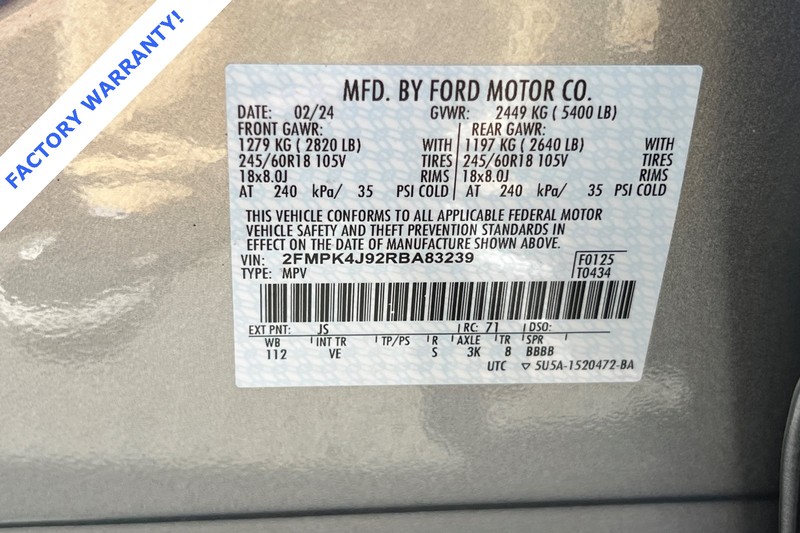 FACTORY WARRANTY!
MFD. BY FORD MOTOR CO.
DATE: 02/24 GVWR: 2449 KG ( 5400 LB)
FRONT GAWR: REAR GAWR:
1279 KG ( 2820 LB) WITH 1197 KG ( 2640 LB) WITH
245/60R18 105V TIRES 245/60R18 105V TIRES
18x8.0J RIMS 18x8.0J RIMS
AT 240 kPa/ 35 PSI COLD AT 240 kPa/ 35 PSI COLD
THIS VEHICLE CONFORMS TO ALL APPLICABLE FEDERAL MOTOR
VEHICLE SAFETY AND THEFT PREVENTION STANDARDS IN
EFFECT ON THE DATE OF MANUFACTURE SHOWN ABOVE.
VIN: 2FMPK4J92RBA83239 F0125
TYPE: MPV T0434
EXT PNT: JS RC: 71 DSO:
WB INT TR TP/PS R AXLE TR SPR
112 VE S 3K 8 BBBB
UTC ▽ 5U5A-1520472-BA